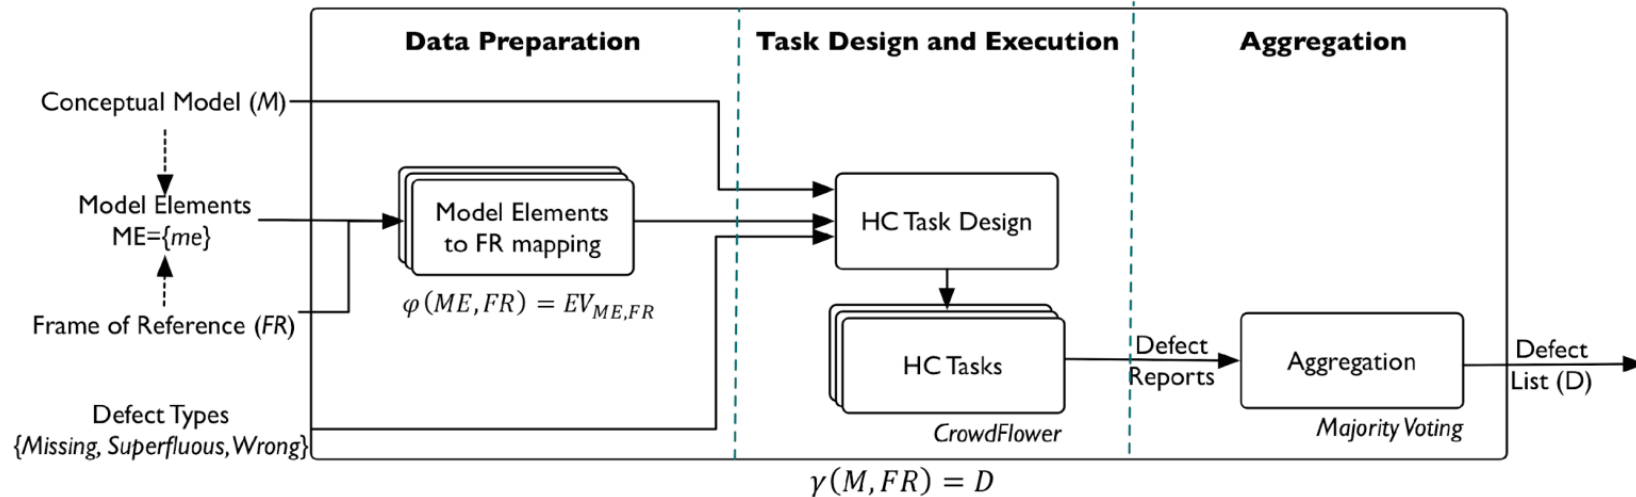 Data Preparation
Task Design and Execution
Aggregation
Conceptual Model (M)
Model Elements
ME={me}
Frame of Reference (FR)
Defect Types
{Missing, Superfluous, Wrong}
Model Elements
to FR mapping
φ(ME, FR) = EV_{ME,FR}
HC Task Design
HC Tasks
CrowdFlower
Defect
Reports
Aggregation
Majority Voting
Defect
List (D)
γ(M, FR) = D